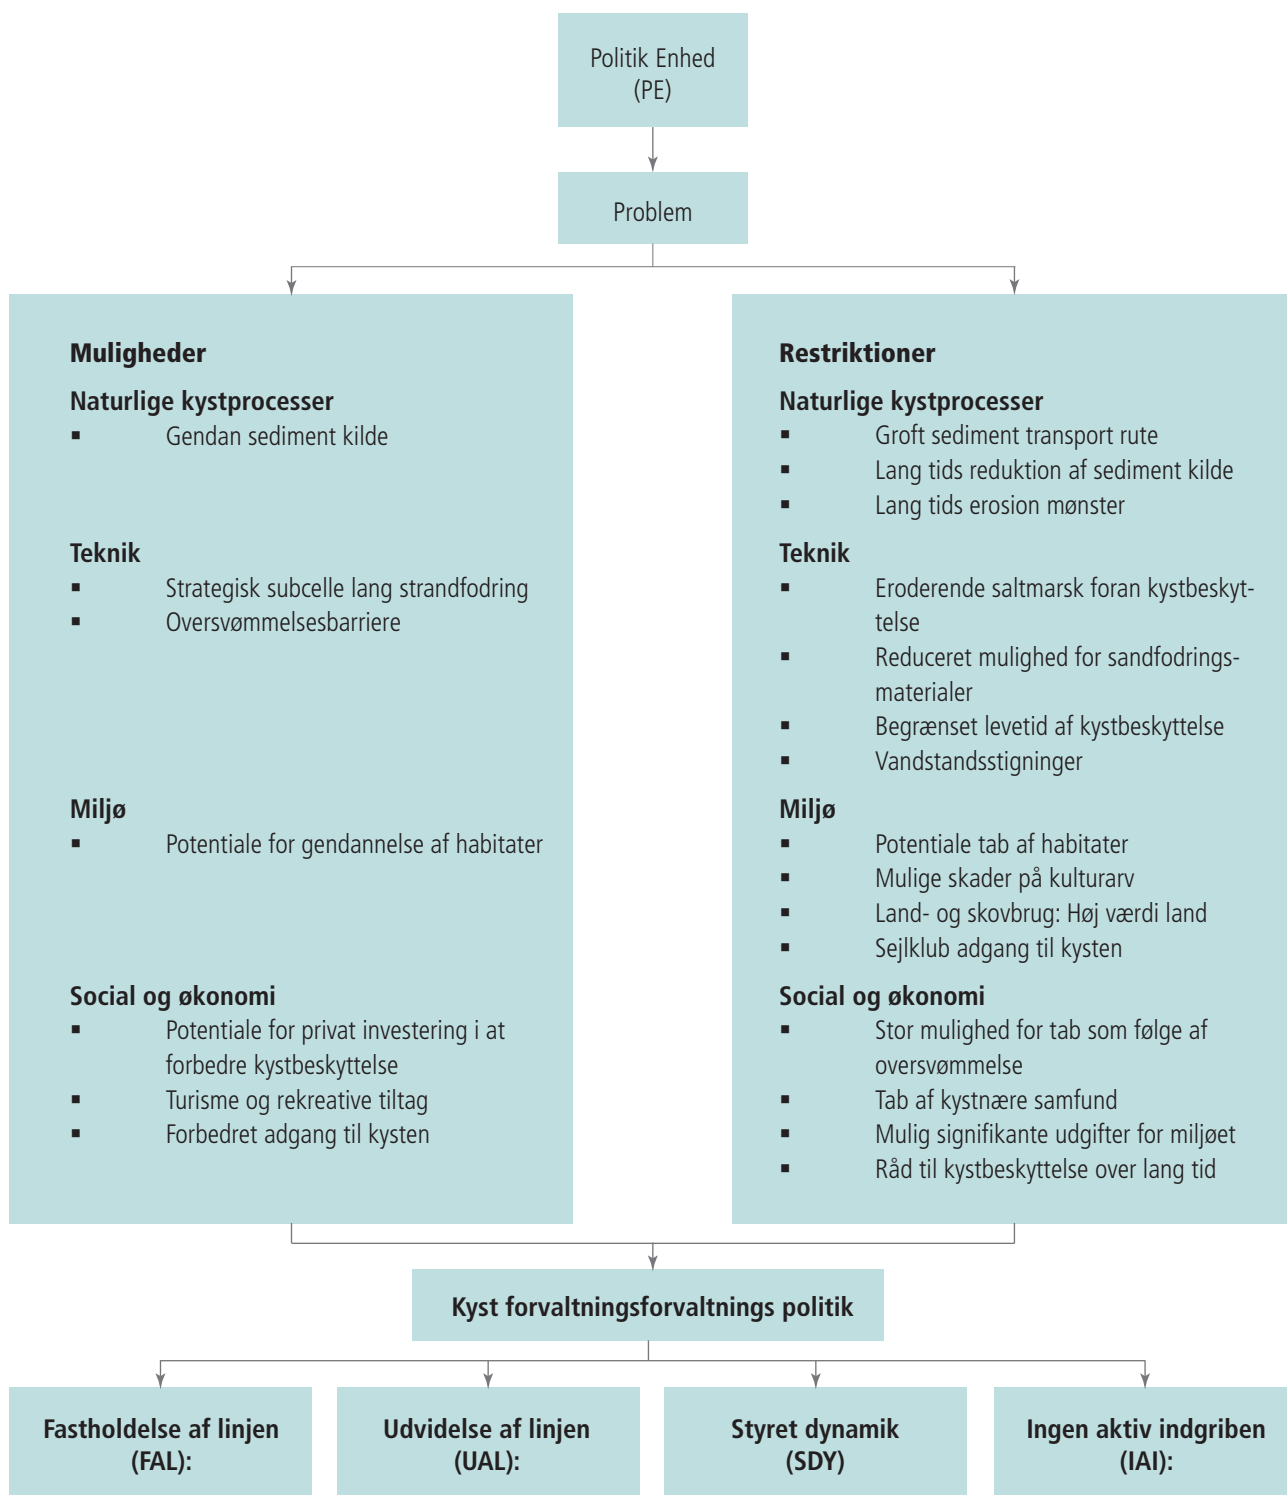 Politik Enhed
(PE)
Problem
Muligheder
Naturlige kystprocesser
▪ Gendan sediment kilde
Teknik
▪ Strategisk subcelle lang strandfodring
▪ Oversvømmelsesbarriere
Miljø
▪ Potentiale for gendannelse af habitater
Social og økonomi
▪ Potentiale for privat investering i at
forbedre kystbeskyttelse
▪ Turisme og rekreative tiltag
▪ Forbedret adgang til kysten
Restriktioner
Naturlige kystprocesser
▪ Groft sediment transport rute
▪ Lang tids reduktion af sediment kilde
▪ Lang tids erosion mønster
Teknik
▪ Eroderende saltmarsk foran kystbeskyt-
telse
▪ Reduceret mulighed for sandfodrings-
materialer
▪ Begrænset levetid af kystbeskyttelse
▪ Vandstandsstigninger
Miljø
▪ Potentiale tab af habitater
▪ Mulige skader på kulturarv
▪ Land- og skovbrug: Høj værdi land
▪ Sejlklub adgang til kysten
Social og økonomi
▪ Stor mulighed for tab som følge af
oversvømmelse
▪ Tab af kystnære samfund
▪ Mulig signifikante udgifter for miljøet
▪ Råd til kystbeskyttelse over lang tid
Kyst forvaltningsforvaltnings politik
Fastholdelse af linjen
(FAL):
Udvidelse af linjen
(UAL):
Styret dynamik
(SDY)
Ingen aktiv indgriben
(IAI):